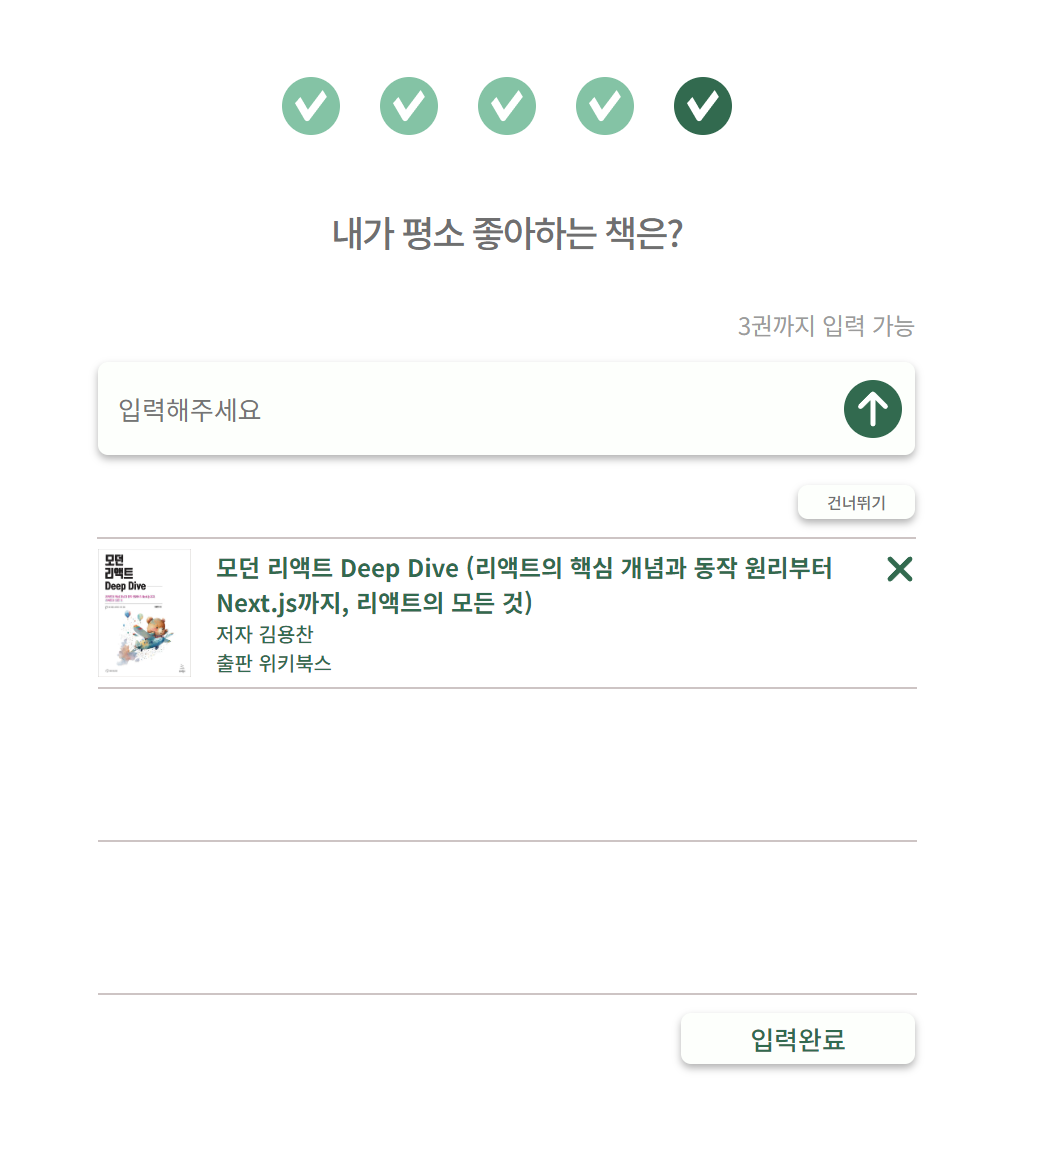 내가 평소 좋아하는 책은?
3권까지 입력 가능
입력해주세요
건너뛰기
모던
리액트
Deep Dive
모던 리액트 Deep Dive (리액트의 핵심 개념과 동작 원리부터
Next.js까지, 리액트의 모든 것)
저자 김용찬
출판 위키북스
입력완료